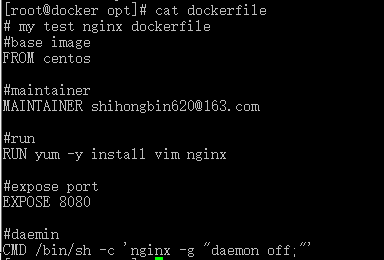 [root@docker opt]# cat dockerfile
# my test nginx dockerfile
#base image
FROM centos
#maintainer
MAINTAINER shihongbin620@163.com
#run
RUN yum -y install vim nginx
#expose port
EXPOSE 8080
#daemin
CMD /bin/sh -c 'nginx -g "daemon off;"'